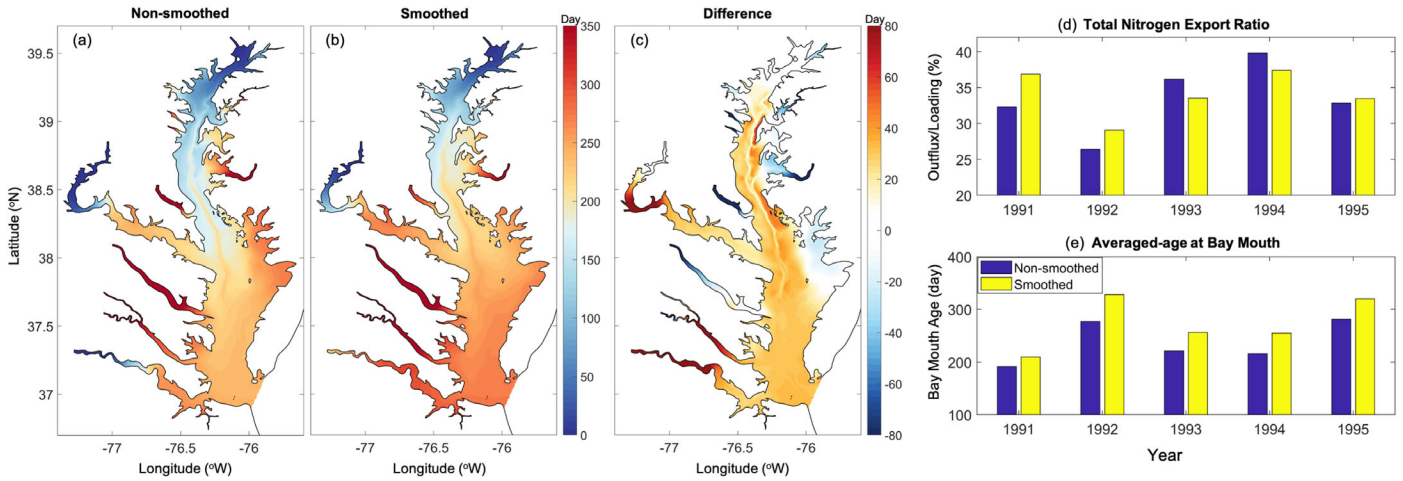 Non-smoothed
Smoothed
Difference
Day
Day
(a)
(b)
(c)
39.5
39
38.5
38
37.5
37
Latitude (°N)
-77
-76.5
-76
Longitude (°W)
-77
-76.5
-76
Longitude (°W)
-77
-76.5
-76
Longitude (°W)
350
300
250
200
150
100
50
0
80
60
40
20
0
-20
-40
-60
-80
(d) Total Nitrogen Export Ratio
Outflux/Loading (%)
40
35
30
25
20
1991
1992
1993
1994
1995
(e) Averaged-age at Bay Mouth
Bay Mouth Age (day)
400
300
200
100
Non-smoothed
Smoothed
1991
1992
1993
1994
1995
Year